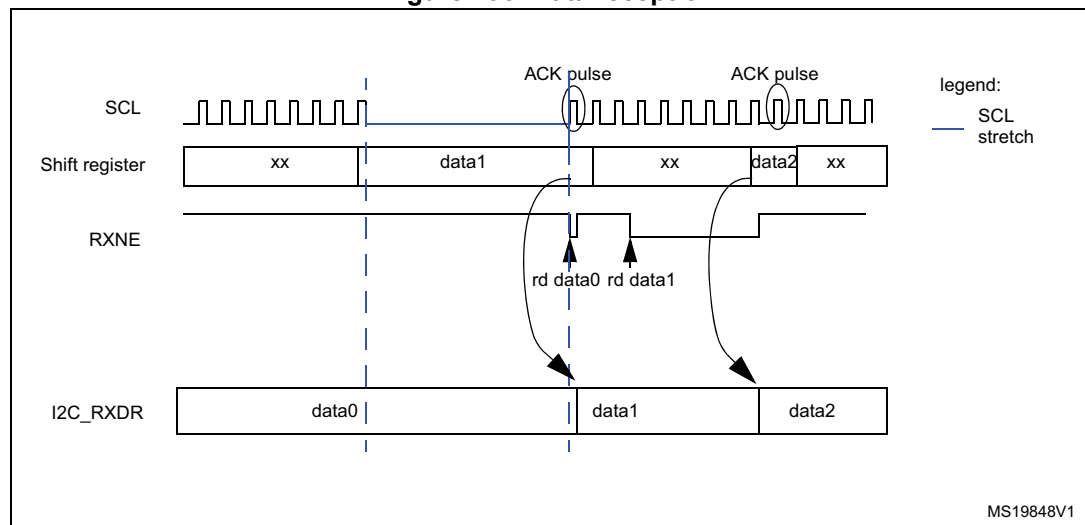 ACK pulse ACK pulse
legend:
SCL
SCL
stretch
Shift register xx data1 xx data2 xx
RXNE
rd data0 rd data1
I2C_RXDR data0 data1 data2
MS19848V1